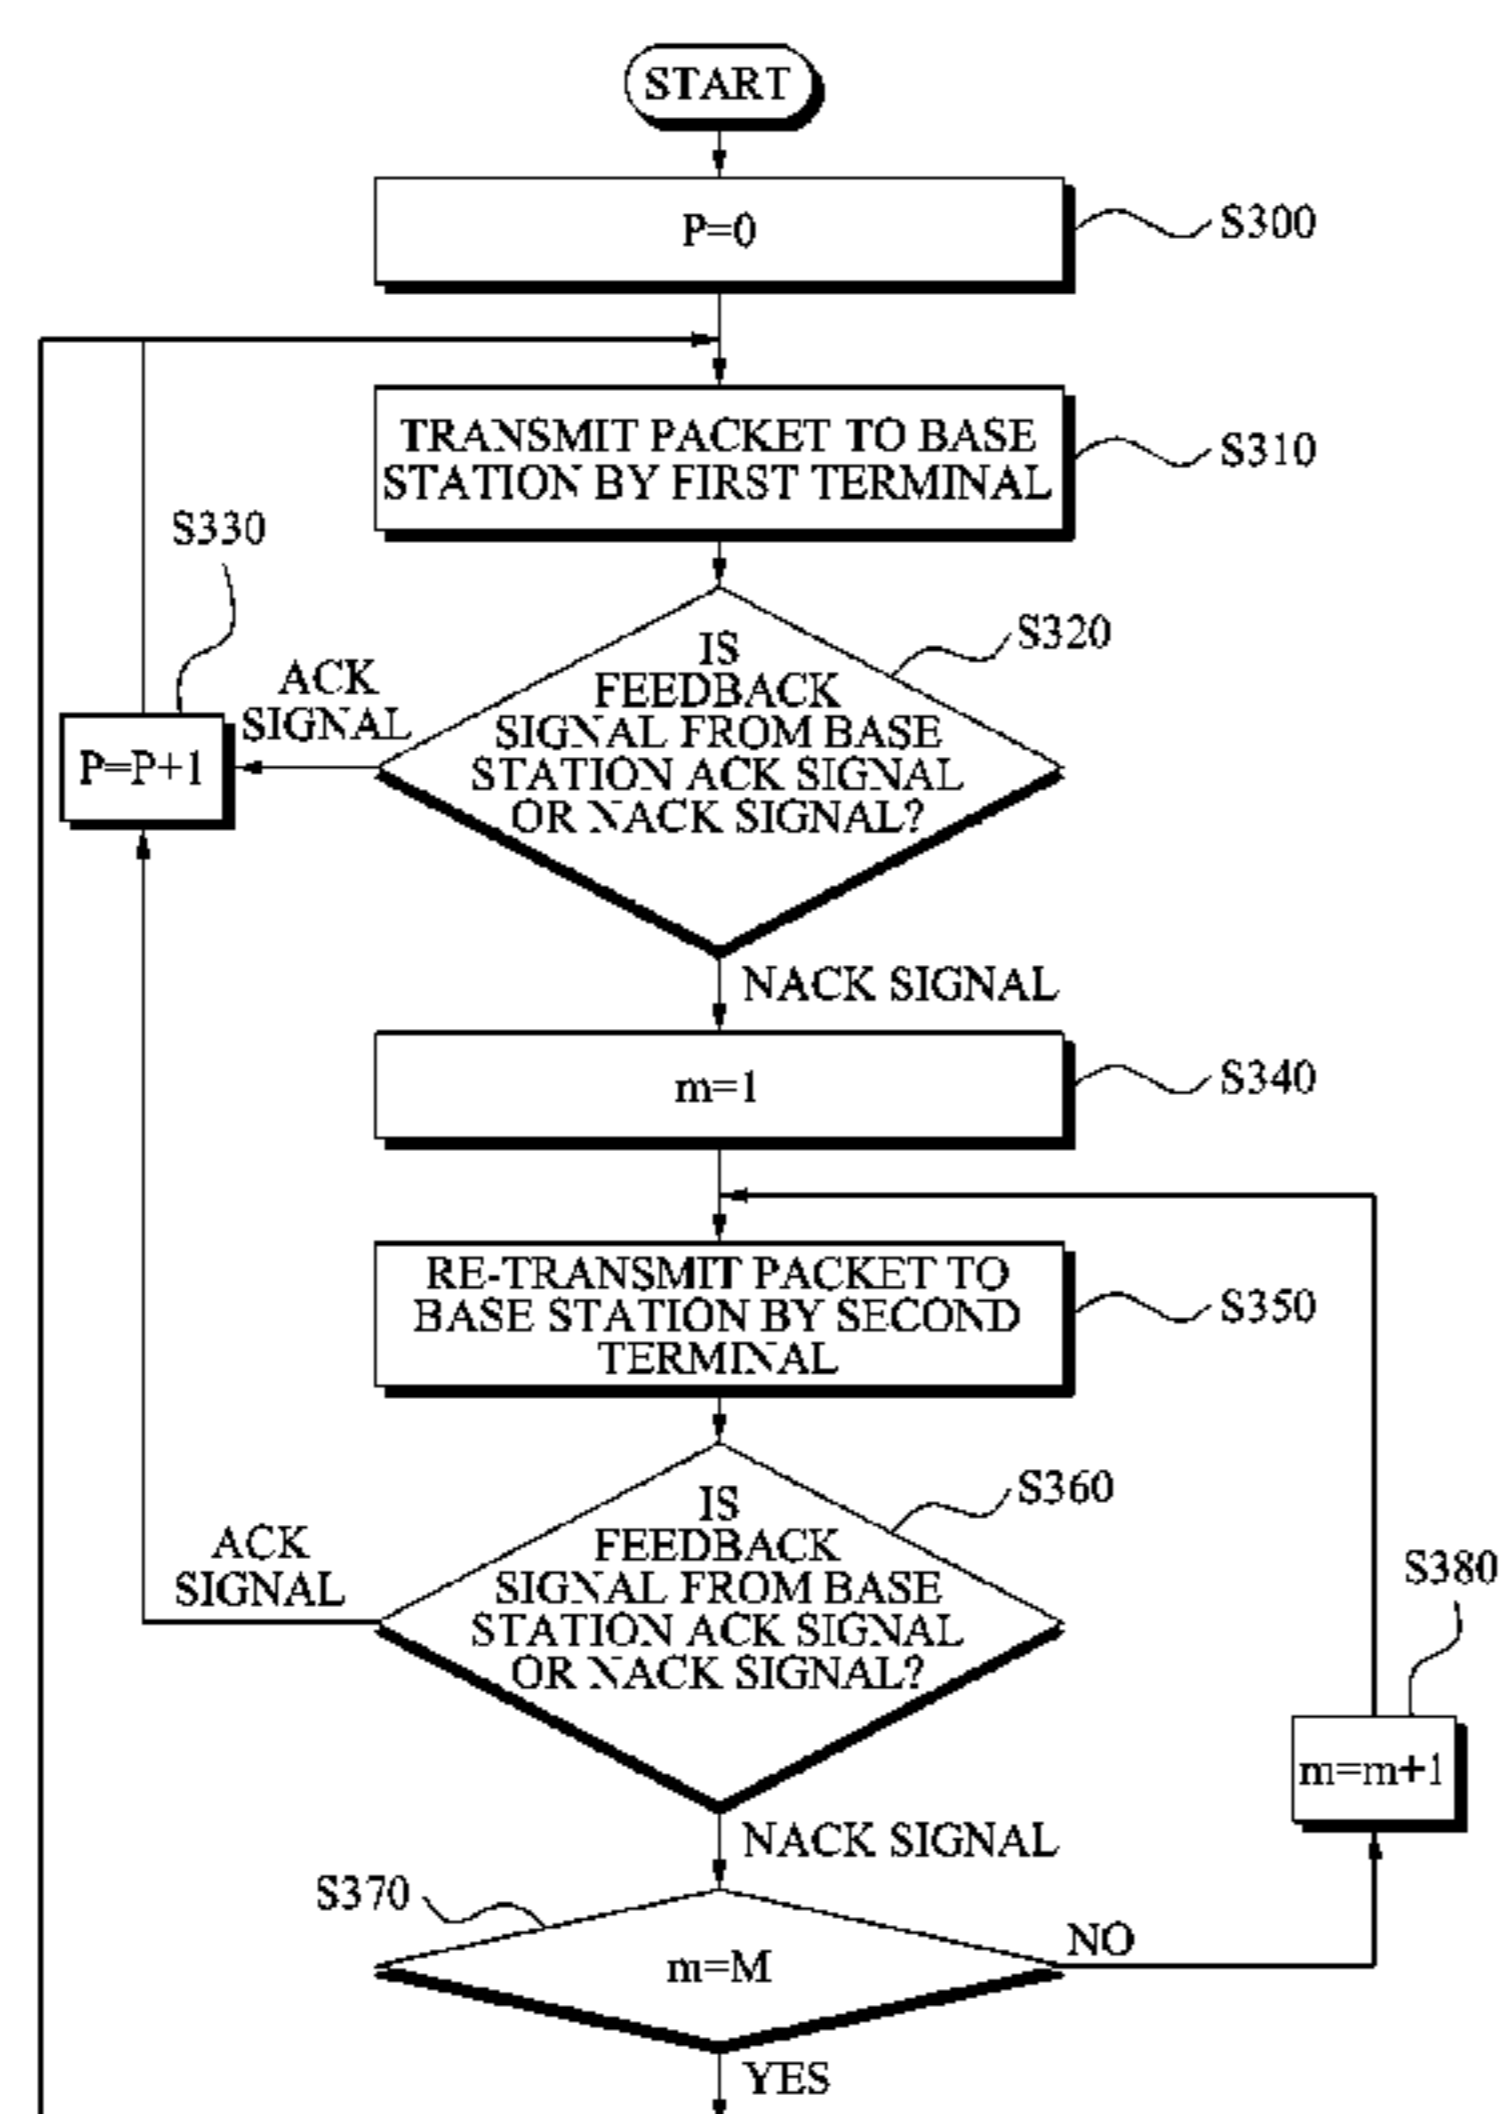 START
P=0
S300
TRANSMIT PACKET TO BASE
STATION BY FIRST TERMINAL
S310
S330
IS
FEEDBACK
SIGNAL FROM BASE
STATION ACK SIGNAL
OR NACK SIGNAL?
S320
ACK
SIGNAL
P=P+1
NACK SIGNAL
m=1
S340
RE-TRANSMIT PACKET TO
BASE STATION BY SECOND
TERMINAL
S350
IS
FEEDBACK
SIGNAL FROM BASE
STATION ACK SIGNAL
OR NACK SIGNAL?
S360
ACK
SIGNAL
S380
m=m+1
NACK SIGNAL
S370
m=M
NO
YES